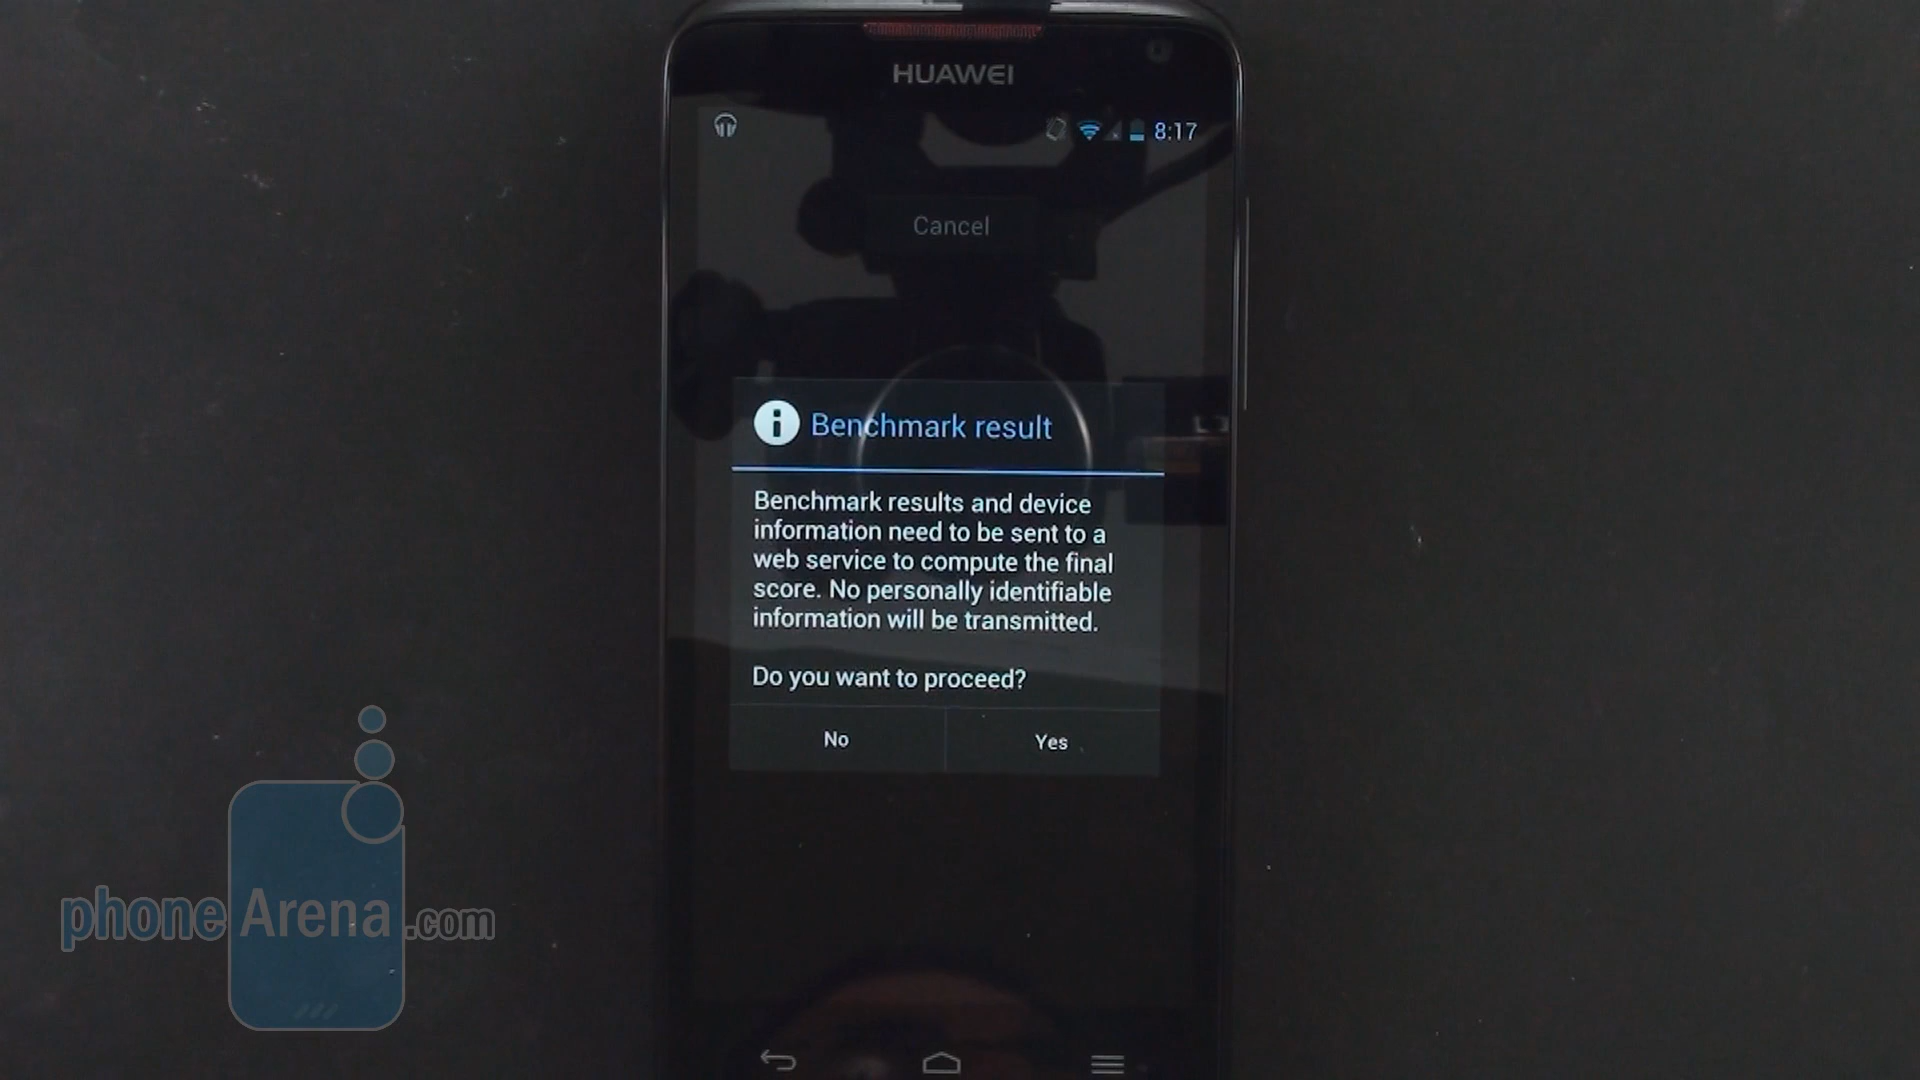 HUAWEI
8:17
Cancel
Benchmark result
Benchmark results and device
information need to be sent to a
web service to compute the final
score. No personally identifiable
information will be transmitted.
Do you want to proceed?
No
Yes
phoneArena.com